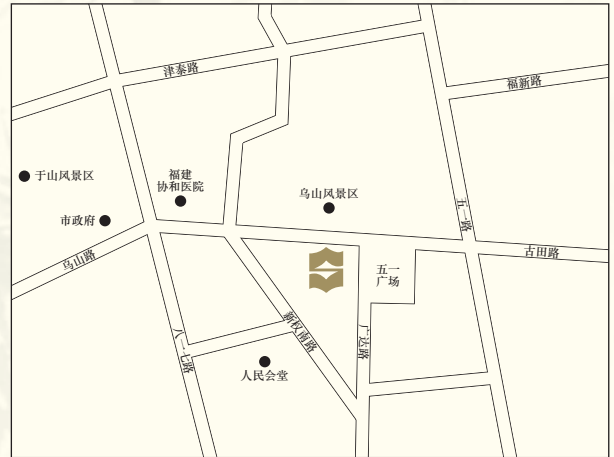 津泰路
福新路
于山风景区
福建
协和医院
乌山风景区
市政府
五一路
乌山路
古田路
五一
广场
新权南路
广达路
八一七路
人民会堂